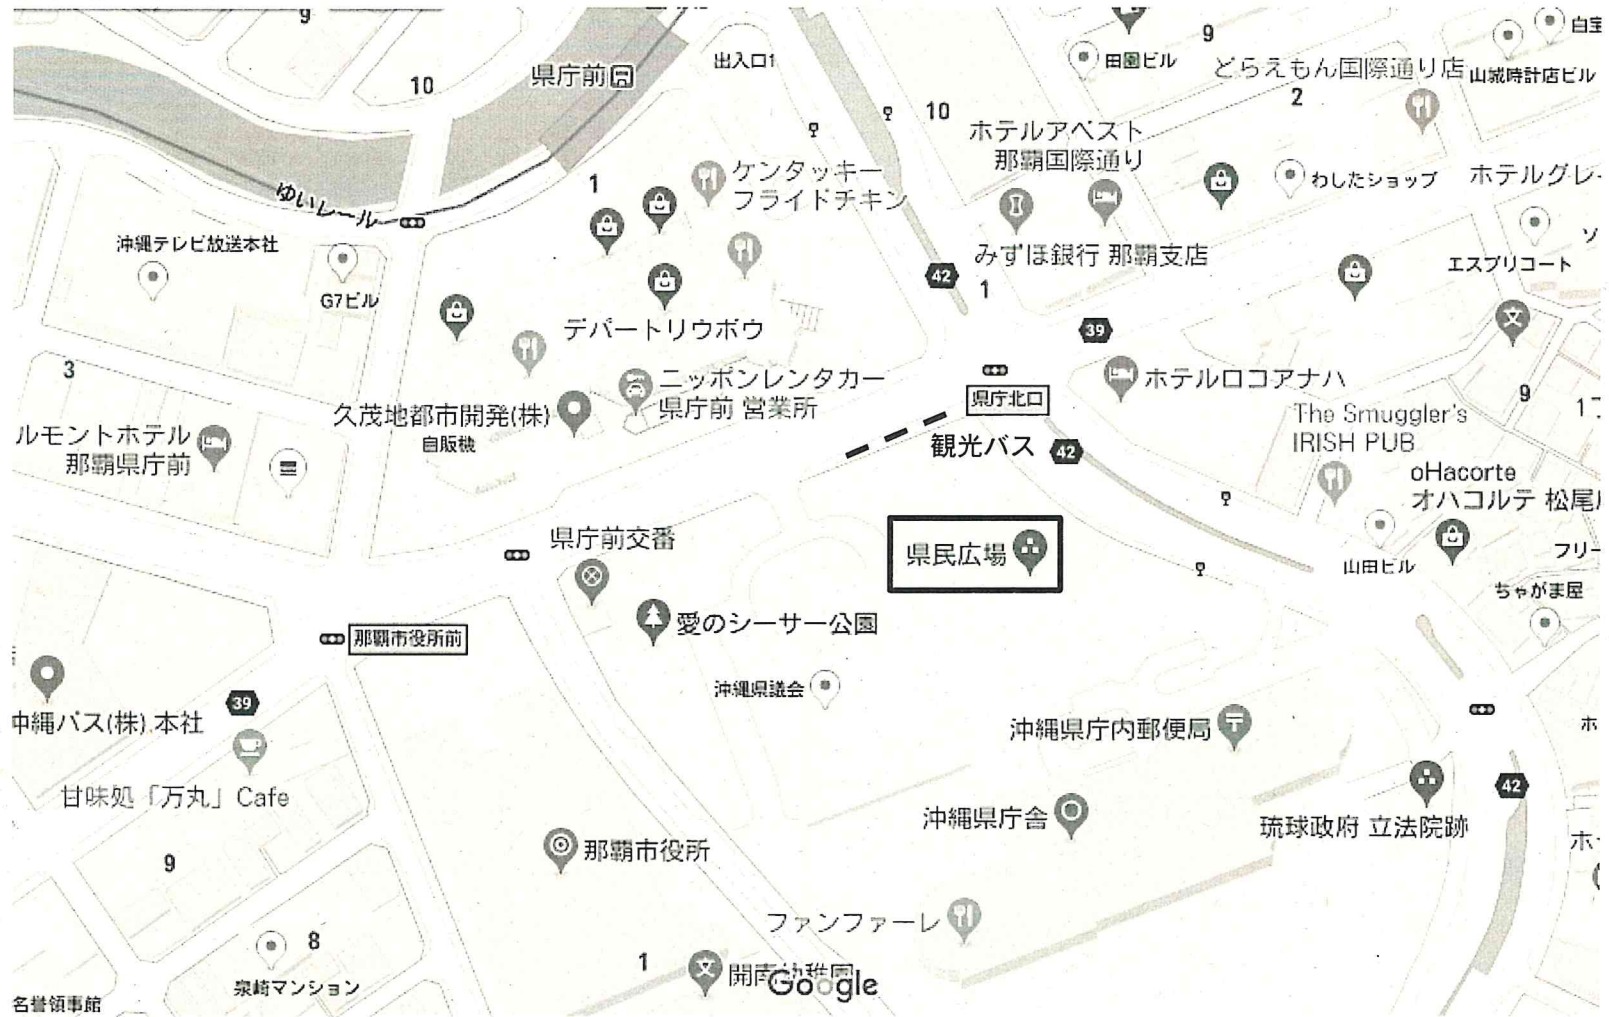 9
10
県庁前
出入口1
田園ビル
9
白宝
山城時計店ビル
どらえもん国際通り店
2
10
ホテルアベスト
那覇国際通り
わしたショップ
ホテルグレー
ケンタッキー
フライドチキン
1
ゆいレール
沖縄テレビ放送本社
G7ビル
みずほ銀行 那覇支店
42
1
39
ソ
エスプリコート
デパートリウボウ
3
ニッポンレンタカー
県庁前 営業所
久茂地都市開発(株)
自販機
県庁北口
ホテルロコアナハ
観光バス
42
The Smuggler's
IRISH PUB
9
17
oHacorte
オハコルテ 松尾
ルモントホテル
那覇県庁前
県庁前交番
県民広場
山田ビル
フリー
ちゃがま屋
愛のシーサー公園
那覇市役所前
沖縄県議会
39
沖縄バス(株) 本社
沖縄県庁内郵便局
ホ
甘味処「万丸」Cafe
42
沖縄県庁舎
琉球政府 立法院跡
ホ
那覇市役所
9
ファンファーレ
8
1
開南幼稚園
Google
泉崎マンション
名誉領事館